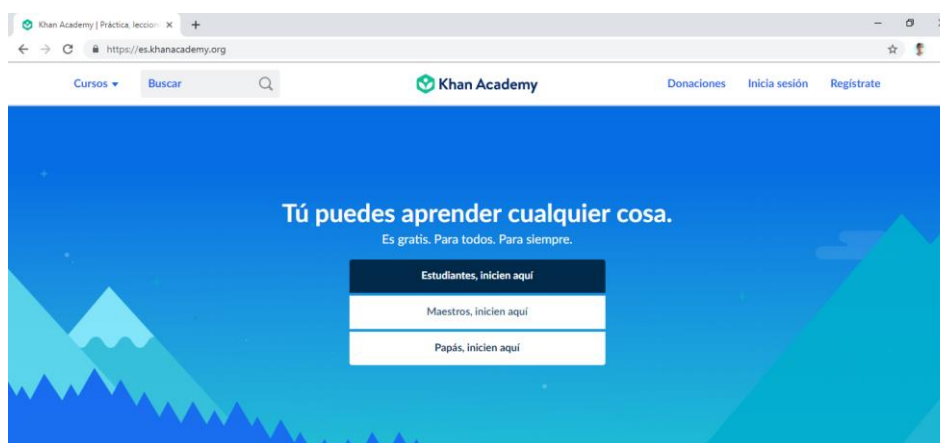 Khan Academy | Práctica, leccion
https://es.khanacademy.org
Cursos Buscar Khan Academy Donaciones Inicia sesión Regístrate
Tú puedes aprender cualquier cosa.
Es gratis. Para todos. Para siempre.
Estudiantes, inicien aquí
Maestros, inicien aquí
Papás, inicien aquí